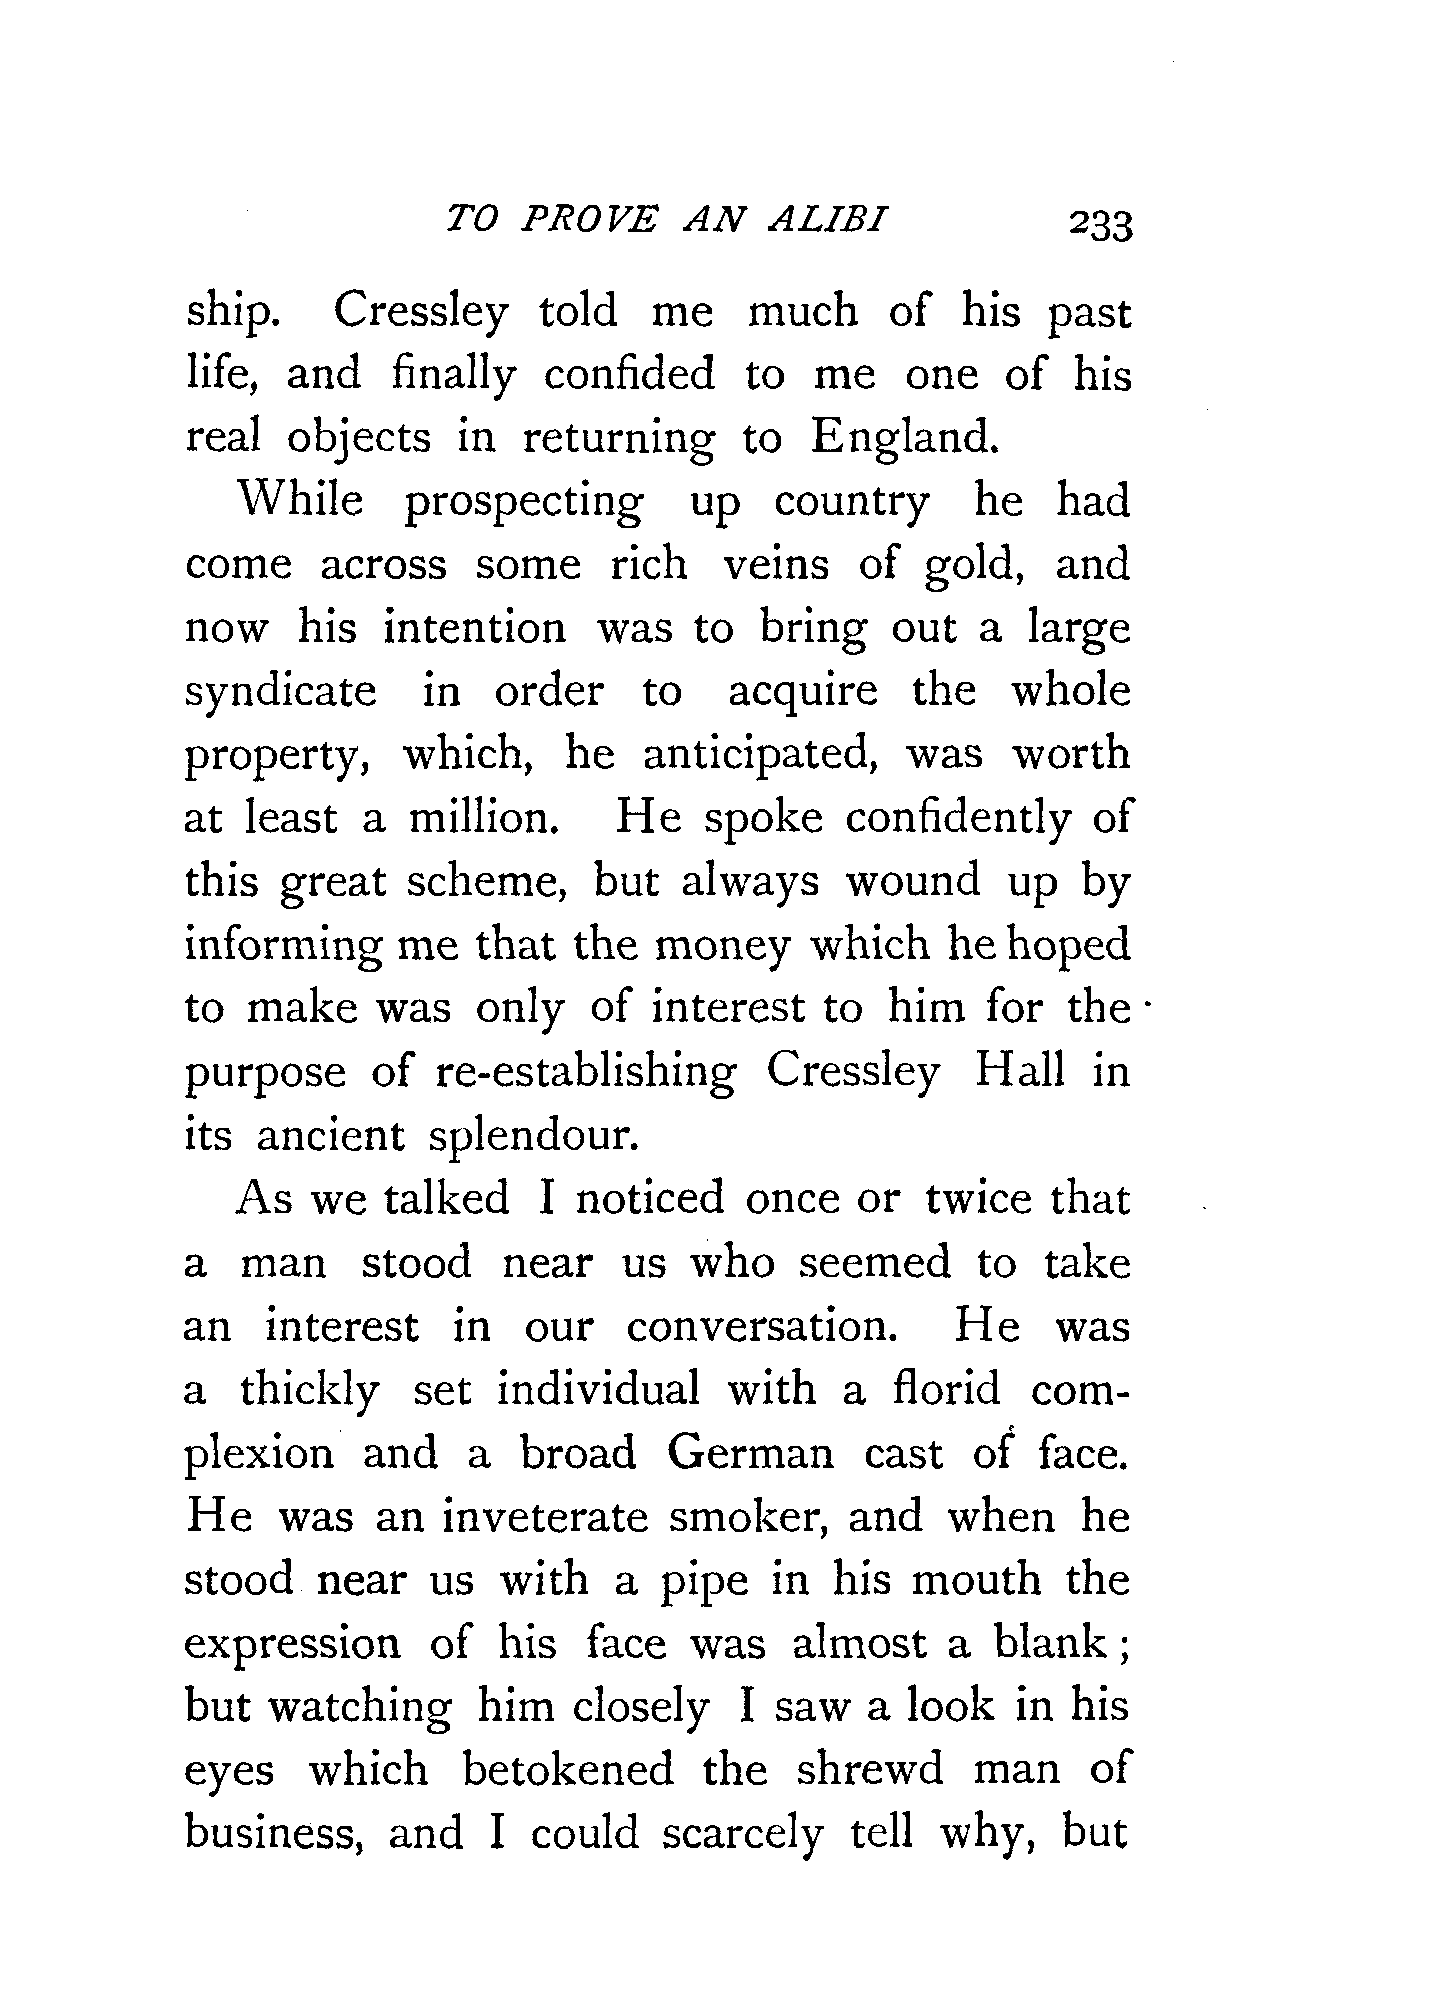 TO PROVE AN ALIBI 233
ship. Cressley told me much of his past
life, and finally confided to me one of his
real objects in returning to England.
While prospecting up country he had
come across some rich veins of gold, and
now his intention was to bring out a large
syndicate in order to acquire the whole
property, which, he anticipated, was worth
at least a million. He spoke confidently of
this great scheme, but always wound up by
informing me that the money which he hoped
to make was only of interest to him for the
purpose of re-establishing Cressley Hall in
its ancient splendour.
As we talked I noticed once or twice that
a man stood near us who seemed to take
an interest in our conversation. He was
a thickly set individual with a florid com-
plexion and a broad German cast of face.
He was an inveterate smoker, and when he
stood near us with a pipe in his mouth the
expression of his face was almost a blank ;
but watching him closely I saw a look in his
eyes which betokened the shrewd man of
business, and I could scarcely tell why, but